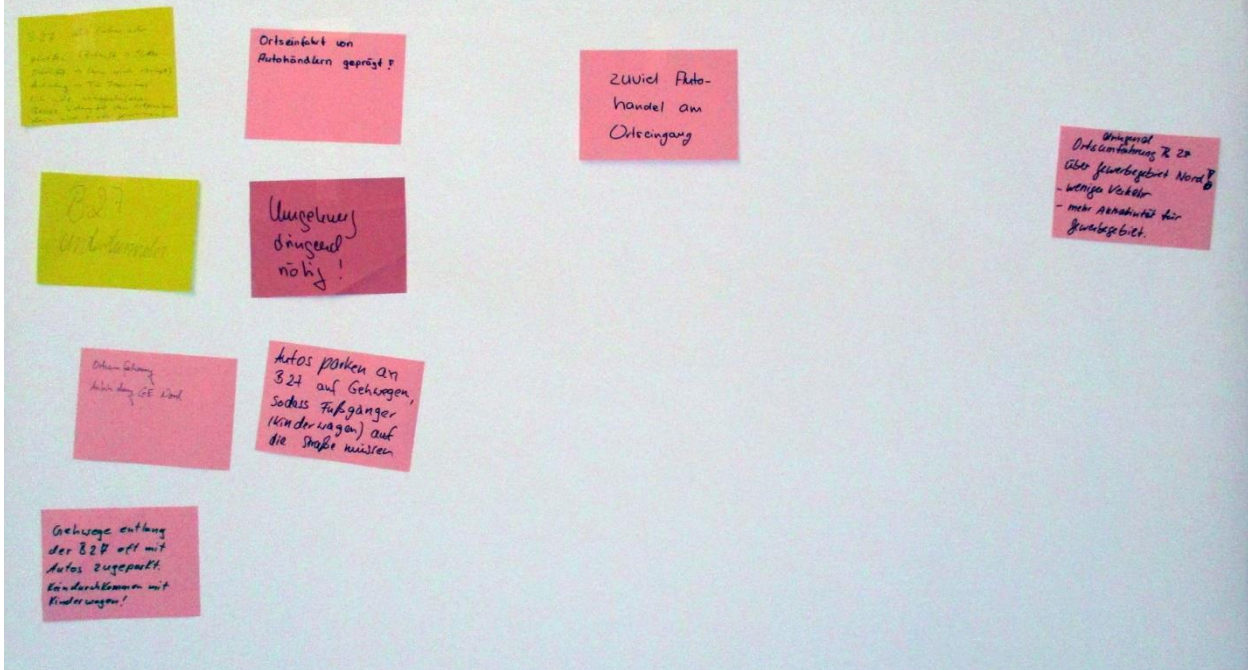 B27
Ortseinfahrt von
Autohändlern geprägt!
zuviel Auto-
handel am
Ortseingang
dringend
Ortsumfahrung B 27
über Gewerbegebiet Nord!
- weniger Verkehr
- mehr Attraktivität für
Gewerbegebiet.
B27
untertunneln
Umgehung
dringend
nötig!
Ortsumfahrung
Anbindung GE Nord
Autos parken an
B27 auf Gehwegen,
sodass Fußgänger
(Kinderwagen) auf
die Straße müssen
Gehwege entlang
der B27 oft mit
Autos zugeparkt.
Kein durchkommen mit
Kinderwagen!